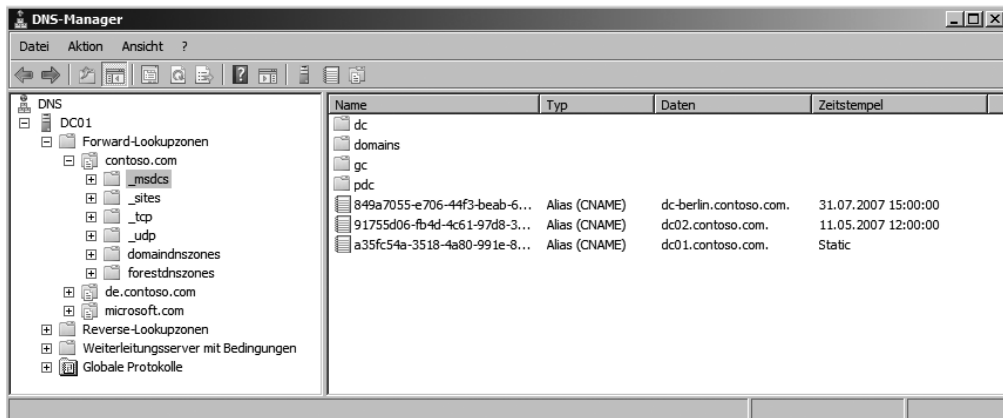 DNS-Manager
Datei Aktion Ansicht ?
DNS
DC01
Forward-Lookupzonen
contoso.com
_msdcs
_sites
_tcp
_udp
domaindnszones
forestdnszones
de.contoso.com
microsoft.com
Reverse-Lookupzonen
Weiterleitungsserver mit Bedingungen
Globale Protokolle
Name Typ Daten Zeitstempel
dc
domains
gc
pdc
849a7055-e706-44f3-beab-6... Alias (CNAME) dc-berlin.contoso.com. 31.07.2007 15:00:00
91755d06-fb4d-4c61-97d8-3... Alias (CNAME) dc02.contoso.com. 11.05.2007 12:00:00
a35fc54a-3518-4a80-991e-8... Alias (CNAME) dc01.contoso.com. Static